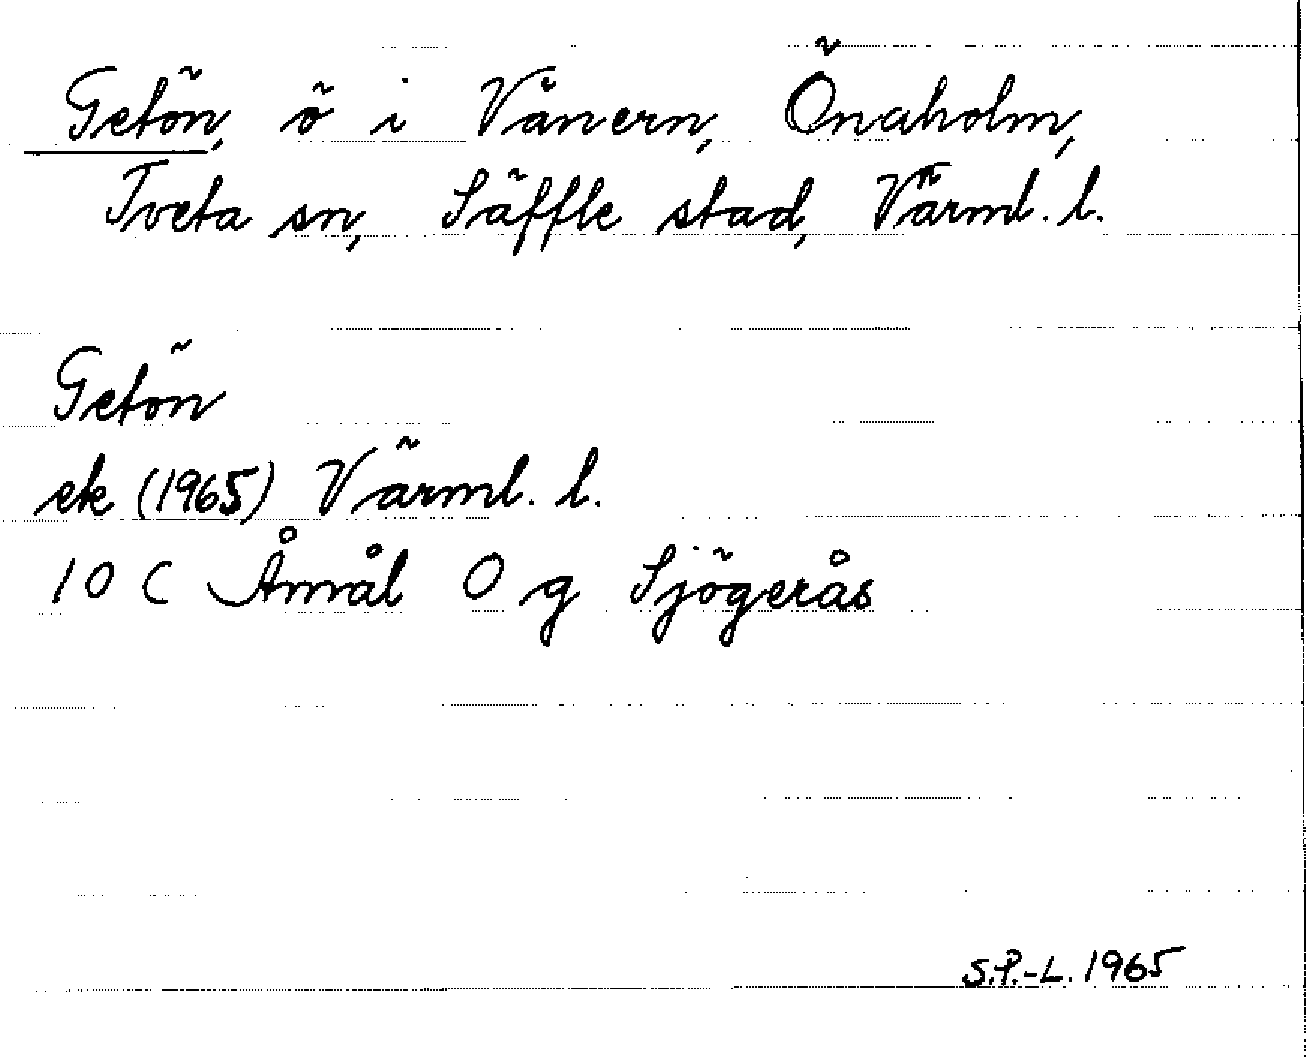 Getön, ö i Vänern, Önaholm,
Tveta sn, Säffle stad, Värml. l.
Getön
ek (1965) Värml. l.
10 C Åmål O g Sjögerås
S.P.-L. 1965